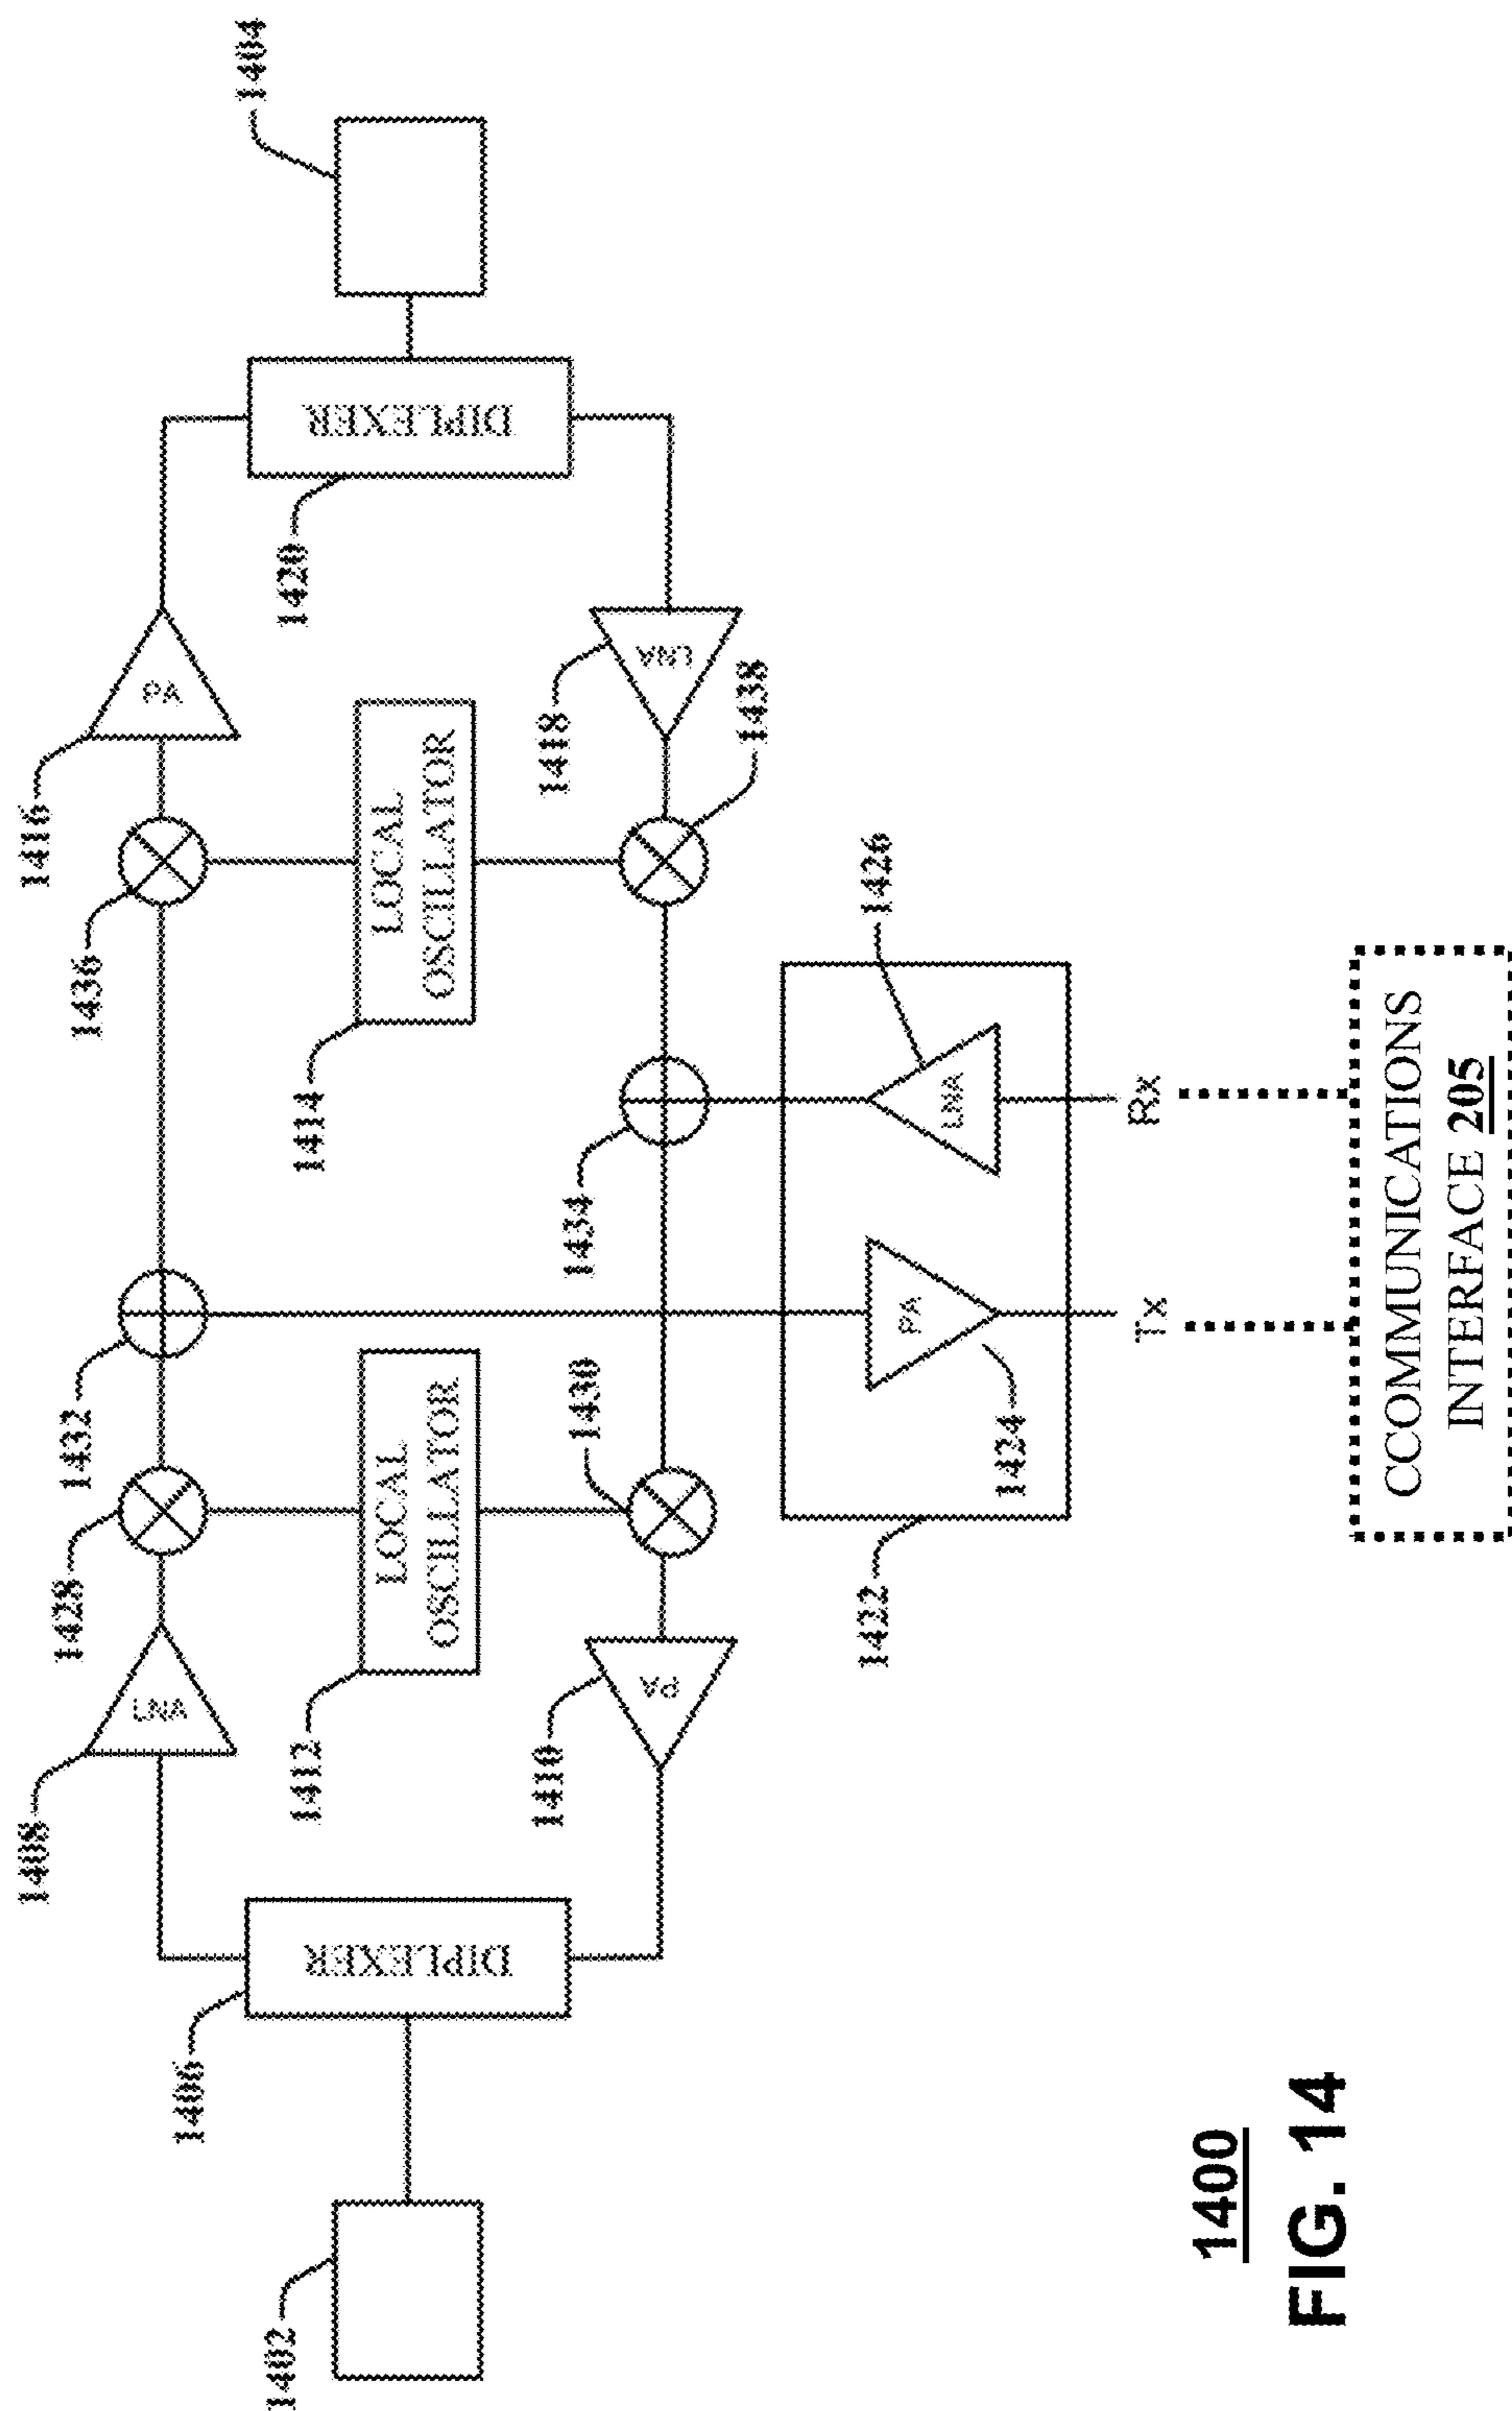 1408
1416
1428
1432
1436
LNA
PA
1406
1404
1402
1412
1414
1420
DIPLEXER
LOCAL
OSCILLATOR
LOCAL
OSCILLATOR
DIPLEXER
1410
1430
1434
1418
PA
LNA
1438
1422
PA
LNA
1426
1424
Tx
Rx
CCOMMUNICATIONS
INTERFACE 205
1400
FIG. 14